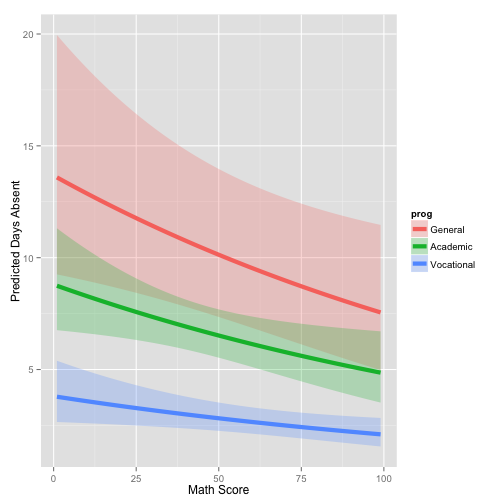 20
15
10
5
Predicted Days Absent
0 25 50 75 100
Math Score
prog
General
Academic
Vocational